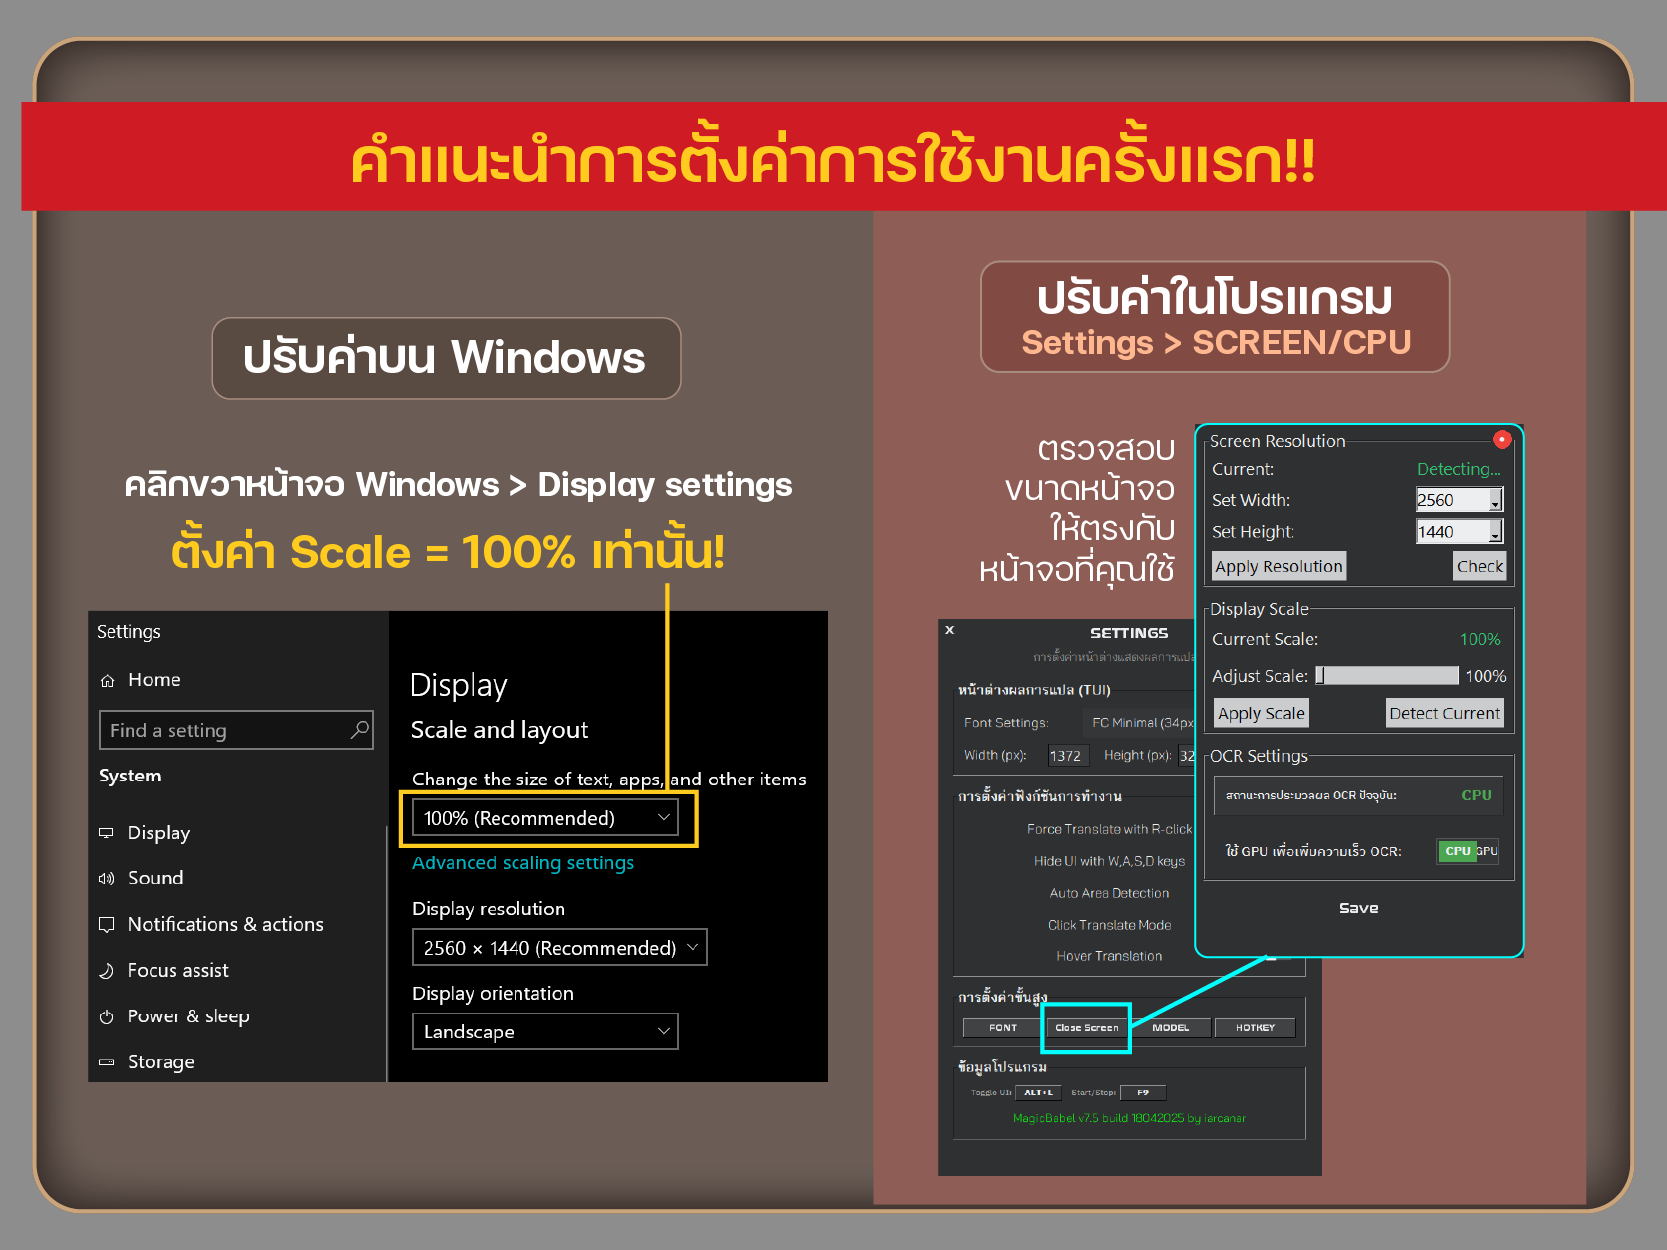 คำแนะนำการตั้งค่าการใช้งานครั้งแรก!!
ปรับค่าบน Windows
คลิกขวาหน้าจอ Windows > Display settings
ตั้งค่า Scale = 100% เท่านั้น!
Settings
Home
Find a setting
System
Display
Sound
Notifications & actions
Focus assist
Power & sleep
Storage
Display
Scale and layout
Change the size of text, apps, and other items
100% (Recommended)
Advanced scaling settings
Display resolution
2560 × 1440 (Recommended)
Display orientation
Landscape
ปรับค่าในโปรแกรม
Settings > SCREEN/CPU
ตรวจสอบ
ขนาดหน้าจอ
ให้ตรงกับ
หน้าจอที่คุณใช้
Screen Resolution
Current: Detecting...
Set Width: 2560
Set Height: 1440
Apply Resolution Check
Display Scale
Current Scale: 100%
Adjust Scale: 100%
Apply Scale Detect Current
OCR Settings
สถานะการประมวลผล OCR ปัจจุบัน: CPU
ใช้ GPU เพื่อเพิ่มความเร็ว OCR: CPU GPU
Save
X SETTINGS
การตั้งค่าหน้าต่างแสดงผลการแปล
หน้าต่างผลการแปล (TUI)
Font Settings: FC Minimal (34px
Width (px): 1372 Height (px): 32
การตั้งค่าฟังก์ชันการทำงาน
Force Translate with R-click
Hide UI with W,A,S,D keys
Auto Area Detection
Click Translate Mode
Hover Translation
การตั้งค่าขั้นสูง
FONT Close Screen MODEL HOTKEY
ข้อมูลโปรแกรม
Toggle UI: ALT+L Start/Stop: F9
MagicBabel v7.5 build 18042025 by iarcanar